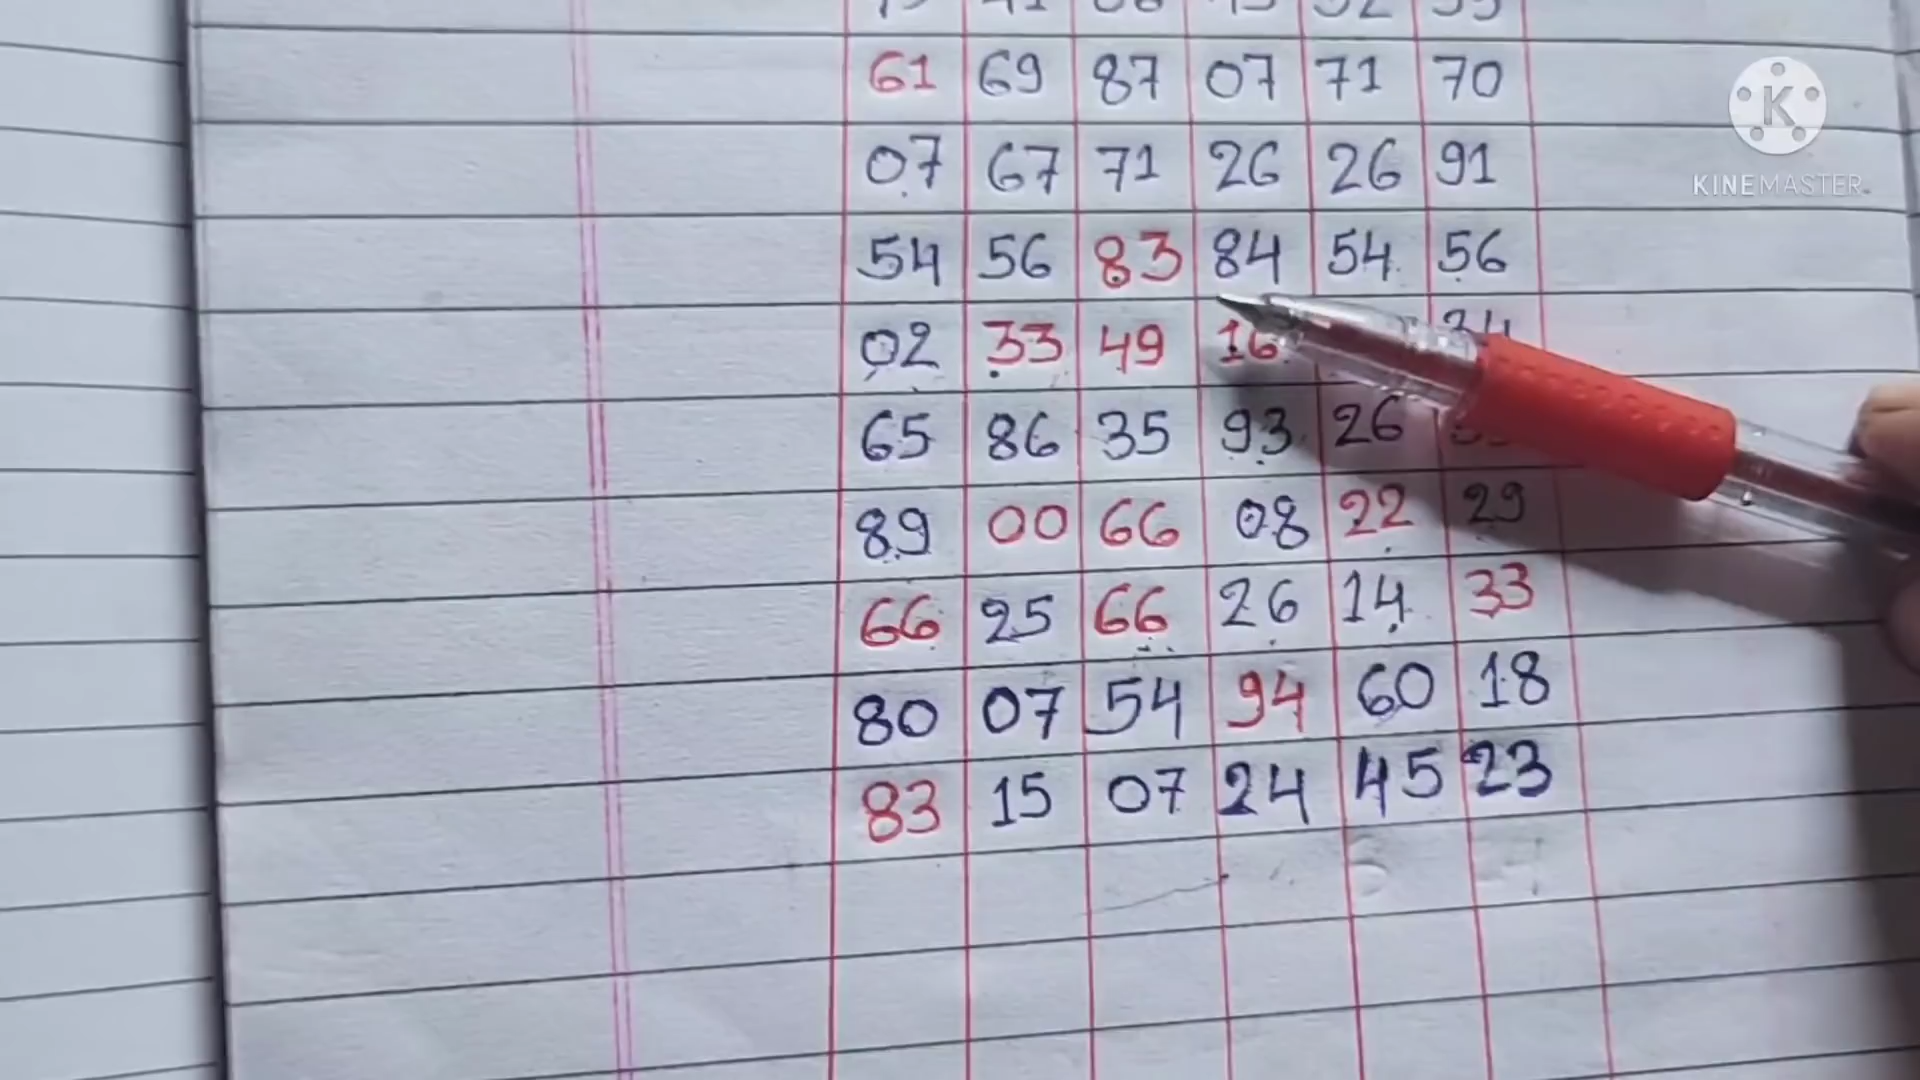 61 69 87 07 71 70
KINEMASTER
07 67 71 26 26 91
54 56 83 84 54 56
02 33 49 16 34
65 86 35 93 26
89 00 66 08 22 29
66 25 66 26 14 33
80 07 54 94 60 18
83 15 07 24 45 23